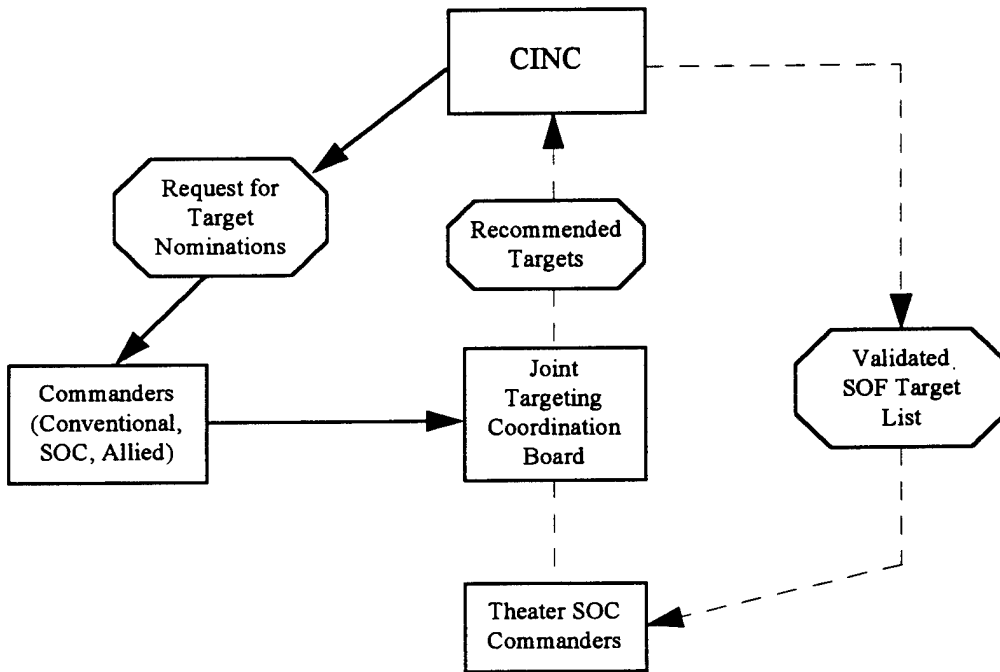 CINC
Request for
Target
Nominations
Recommended
Targets
Commanders
(Conventional,
SOC, Allied)
Joint
Targeting
Coordination
Board
Validated
SOF Target
List
Theater SOC
Commanders